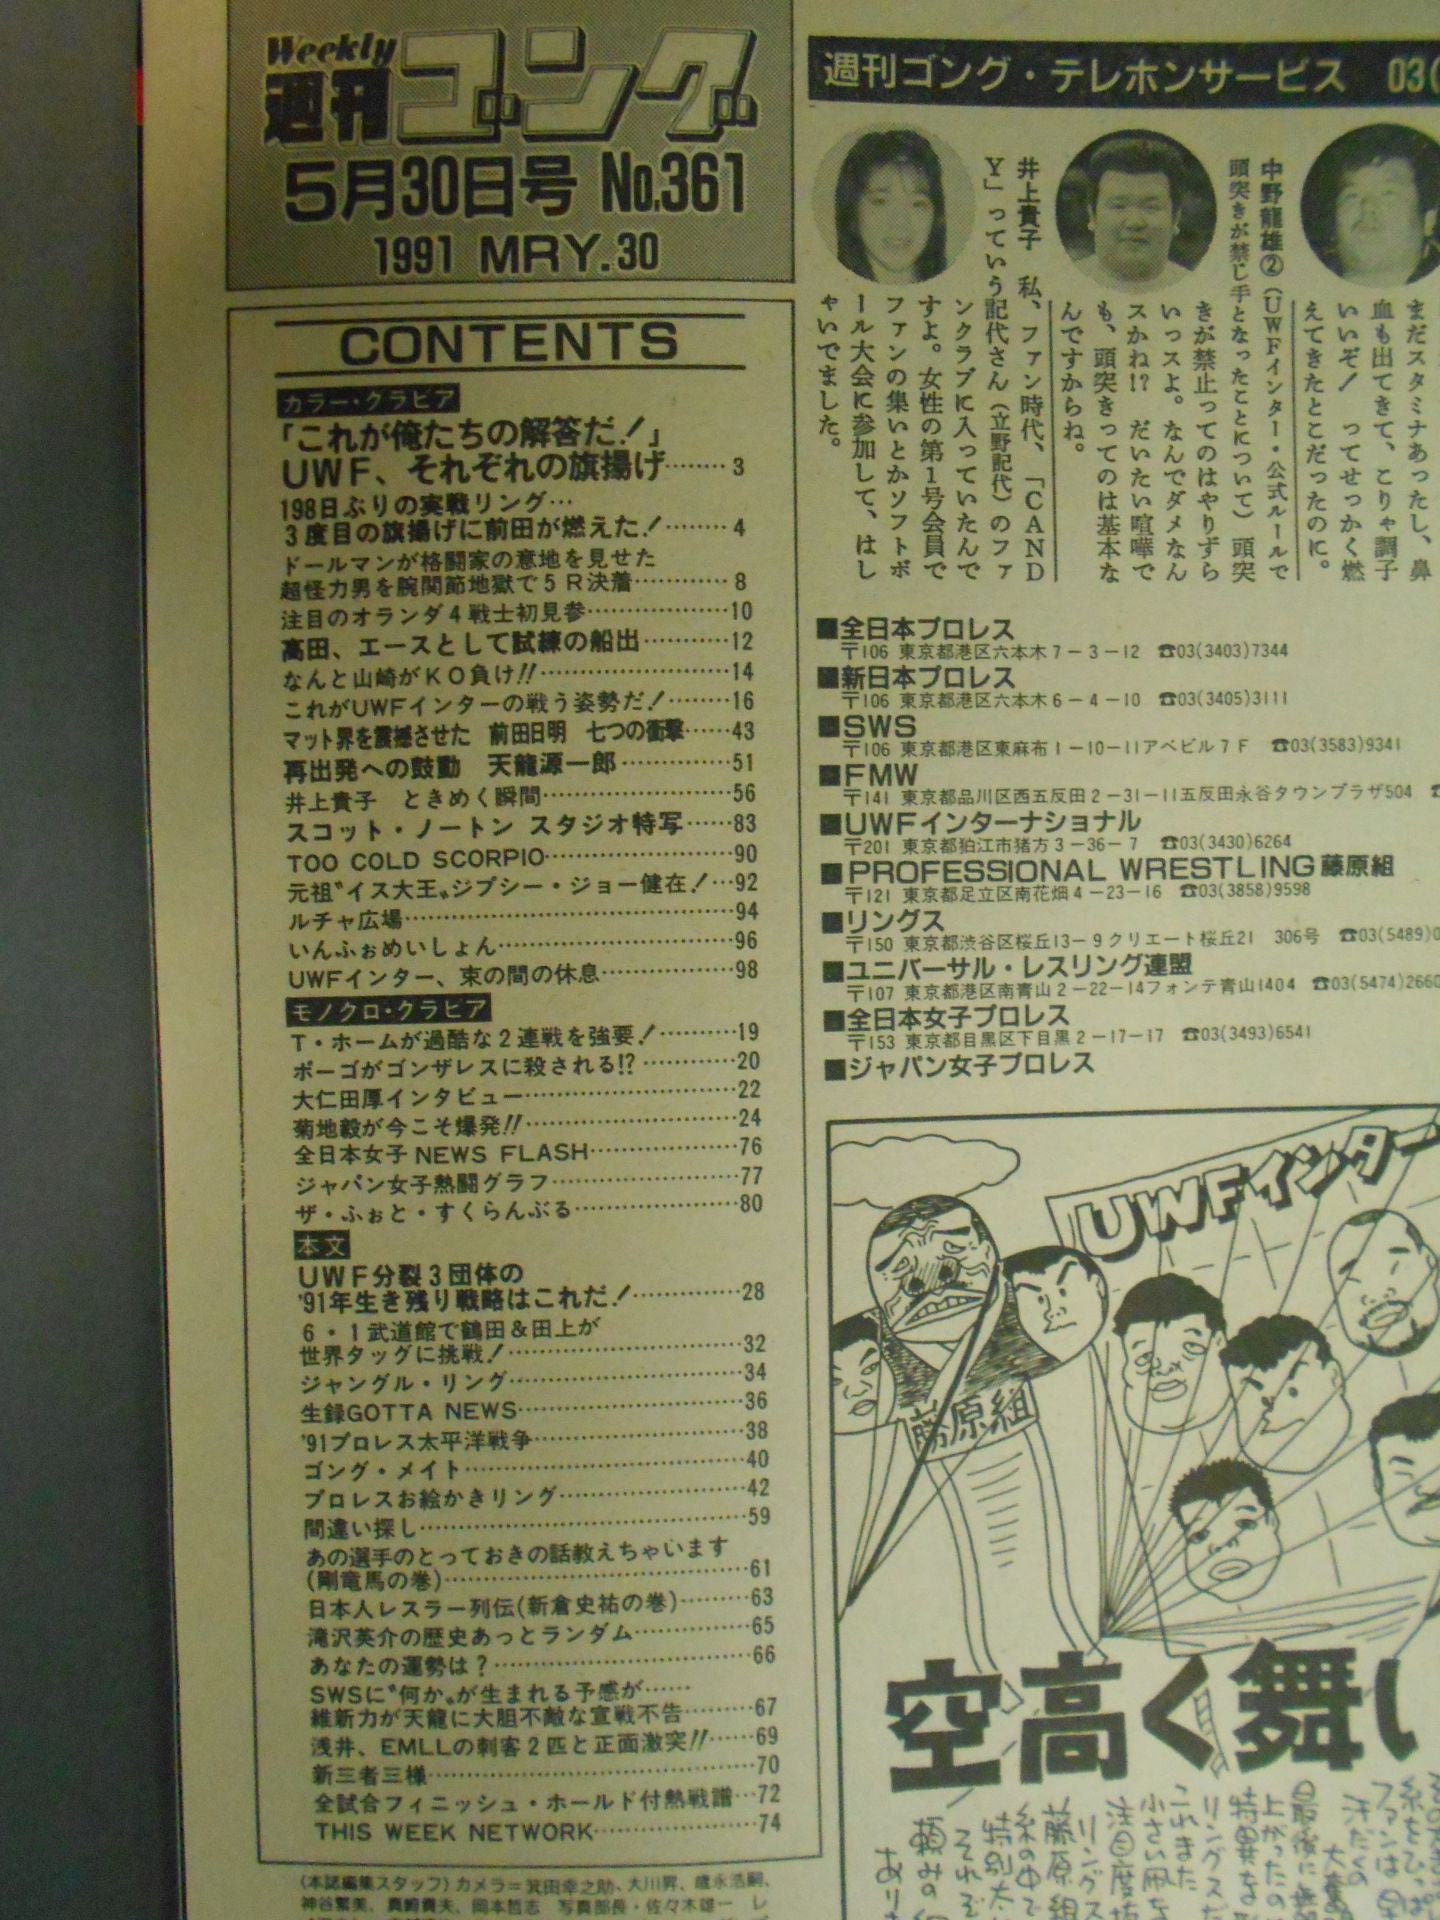 Weekly
週刊ゴング
5月30日号 No.361
1991 MRY.30
CONTENTS
カラー・グラビア
「これが俺たちの解答だ!」
UWF、それぞれの旗揚げ……3
198日ぶりの実戦リング…
3度目の旗揚げに前田が燃えた!……4
ドールマンが格闘家の意地を見せた
超怪力男を腕関節地獄で5R決着……8
注目のオランダ4戦士初見参……10
高田、エースとして試練の船出……12
なんと山崎がKO負け!!……14
これがUWFインターの戦う姿勢だ!……16
マット界を震撼させた 前田日明 七つの衝撃……43
再出発への鼓動 天龍源一郎……51
井上貴子 ときめく瞬間……56
スコット・ノートン スタジオ特写……83
TOO COLD SCORPIO……90
元祖〝イス大王〟ジプシー・ジョー健在!…92
ルチャ広場……94
いんふぉめいしょん……96
UWFインター、束の間の休息……98
モノクロ・グラビア
T・ホームが過酷な2連戦を強要!……19
ポーゴがゴンザレスに殺される!?……20
大仁田厚インタビュー……22
菊地毅が今こそ爆発!!……24
全日本女子NEWS FLASH……76
ジャパン女子熱闘グラフ……77
ザ・ふぉと・すくらんぶる……80
本文
UWF分裂3団体の
'91年生き残り戦略はこれだ!……28
6・1武道館で鶴田&田上が
世界タッグに挑戦!……32
ジャングル・リング……34
生録GOTTA NEWS……36
'91プロレス太平洋戦争……38
ゴング・メイト……40
プロレスお絵かきリング……42
間違い探し……59
あの選手のとっておきの話教えちゃいます
(剛竜馬の巻)……61
日本人レスラー列伝(新倉史祐の巻)……63
滝沢英介の歴史あっとランダム……65
あなたの運勢は?……66
SWSに〝何か〟が生まれる予感が……
維新力が天龍に大胆不敵な宣戦不告……67
浅井、EMLLの刺客2匹と正面激突!!……69
新三者三様……70
全試合フィニッシュ・ホールド付熱戦譜…72
THIS WEEK NETWORK……74
(本誌編集スタッフ)カメラ=箕田幸之助、大川昇、
週刊ゴング・テレホンサービス 03(
まだスタミナあったし、鼻
血も出てきて、こりゃ調子
いいぞ! ってせっかく燃
えてきたとこだったのに。
中野龍雄②(UWFインター・公式ルールで
頭突きが禁じ手となったことについて)頭突
きが禁止ってのはやりずら
いっスよ。なんでダメなん
スかね!? だいたい喧嘩で
も、頭突きってのは基本な
んですからね。
井上貴子 私、ファン時代、「CAND
Y」っていう記代さん(立野記代)のファ
ンクラブに入っていたんで
すよ。女性の第1号会員で
ファンの集いとかソフトボ
ール大会に参加して、はし
ゃいでました。
■全日本プロレス
〒106 東京都港区六本木7-3-12 ☎03(3403)7344
■新日本プロレス
〒106 東京都港区六本木6-4-10 ☎03(3405)3111
■SWS
〒106 東京都港区東麻布1-10-11アベビル7F ☎03(3583)9341
■FMW
〒141 東京都品川区西五反田2-31-11五反田永谷タウンプラザ504 ☎
■UWFインターナショナル
〒201 東京都狛江市猪方3-36-7 ☎03(3430)6264
■PROFESSIONAL WRESTLING藤原組
〒121 東京都足立区南花畑4-23-16 ☎03(3858)9598
■リングス
〒150 東京都渋谷区桜丘13-9クリエート桜丘21 306号 ☎03(5489)0
■ユニバーサル・レスリング連盟
〒107 東京都港区南青山2-22-14フォンテ青山1404 ☎03(5474)2660
■全日本女子プロレス
〒153 東京都目黒区下目黒2-17-17 ☎03(3493)6541
■ジャパン女子プロレス
UWFインター
藤原組
空高く舞い